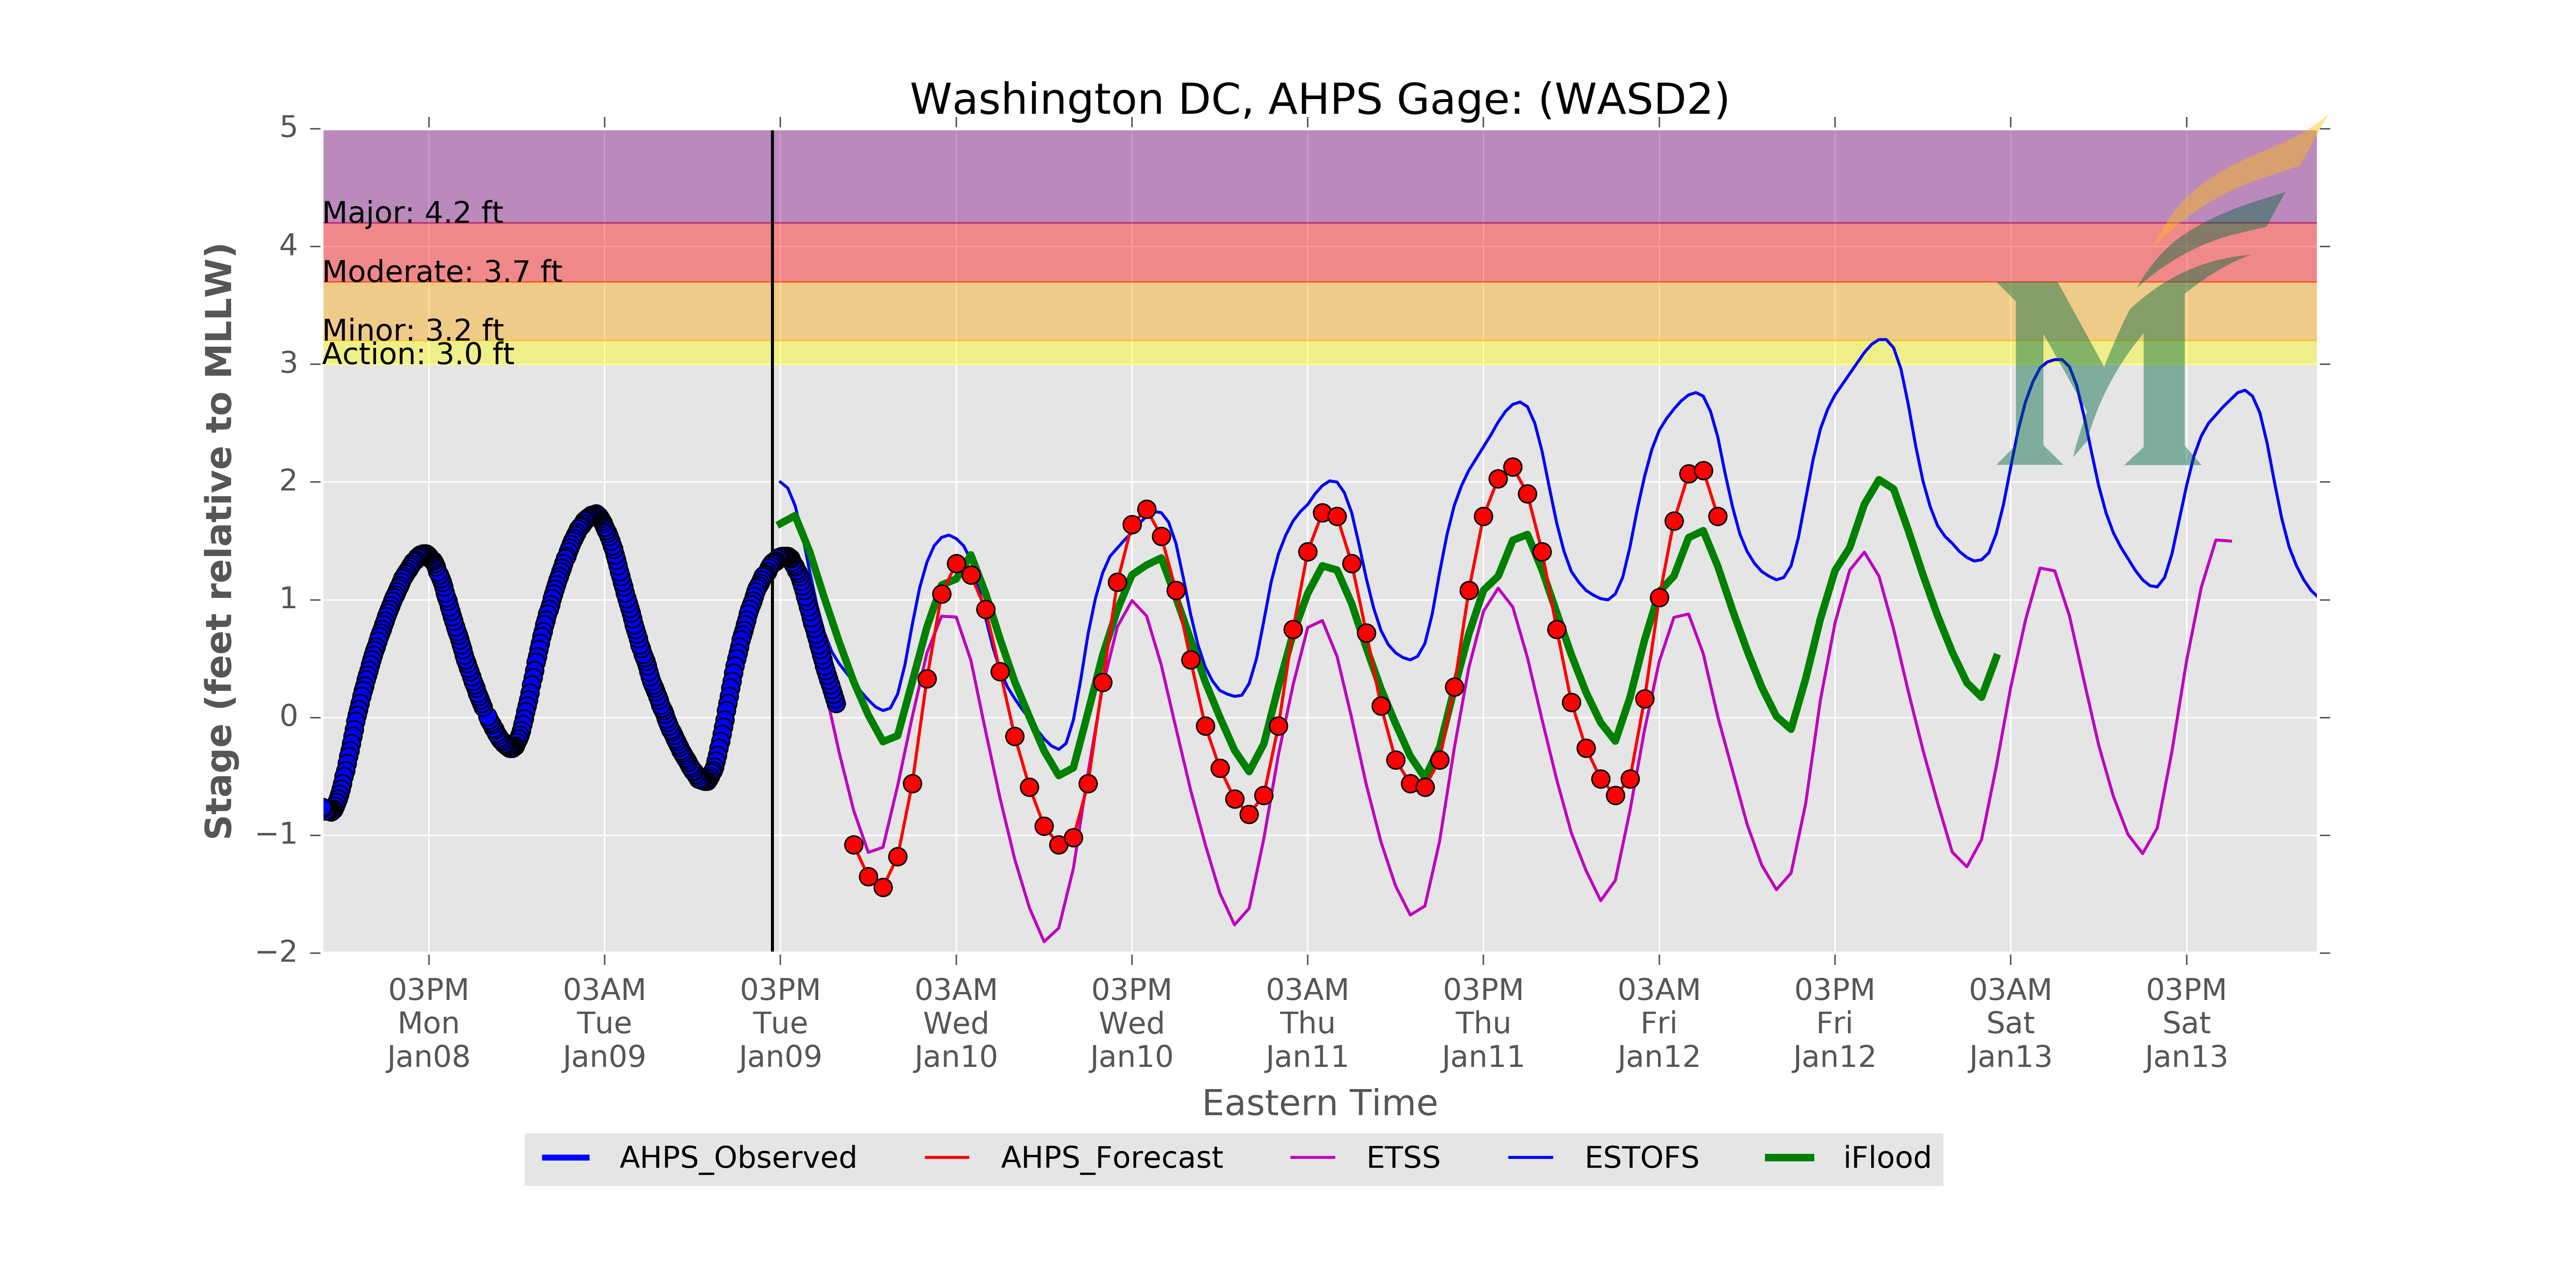 Washington DC, AHPS Gage: (WASD2)
5
4
3
2
1
0
−1
−2
Stage (feet relative to MLLW)
Major: 4.2 ft
Moderate: 3.7 ft
Minor: 3.2 ft
Action: 3.0 ft
M
03PM
Mon
Jan08
03AM
Tue
Jan09
03PM
Tue
Jan09
03AM
Wed
Jan10
03PM
Wed
Jan10
03AM
Thu
Jan11
03PM
Thu
Jan11
03AM
Fri
Jan12
03PM
Fri
Jan12
03AM
Sat
Jan13
03PM
Sat
Jan13
Eastern Time
AHPS_Observed
AHPS_Forecast
ETSS
ESTOFS
iFlood